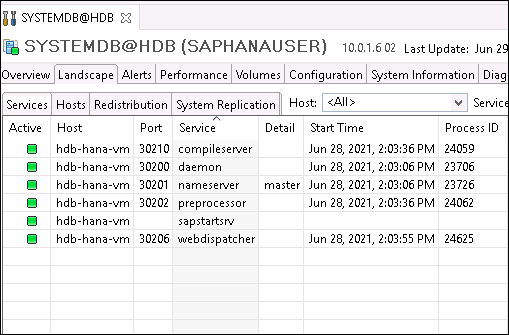 SYSTEMDB@HDB
SYSTEMDB@HDB (SAPHANAUSER) 10.0.1.6 02 Last Update: Jun 29
Overview Landscape Alerts Performance Volumes Configuration System Information Diag
Services Hosts Redistribution System Replication Host: <All> Service
Active Host Port Service Detail Start Time Process ID
hdb-hana-vm 30210 compileserver Jun 28, 2021, 2:03:36 PM 24059
hdb-hana-vm 30200 daemon Jun 28, 2021, 2:03:06 PM 23706
hdb-hana-vm 30201 nameserver master Jun 28, 2021, 2:03:06 PM 23726
hdb-hana-vm 30202 preprocessor Jun 28, 2021, 2:03:36 PM 24062
hdb-hana-vm sapstartsrv
hdb-hana-vm 30206 webdispatcher Jun 28, 2021, 2:03:55 PM 24625